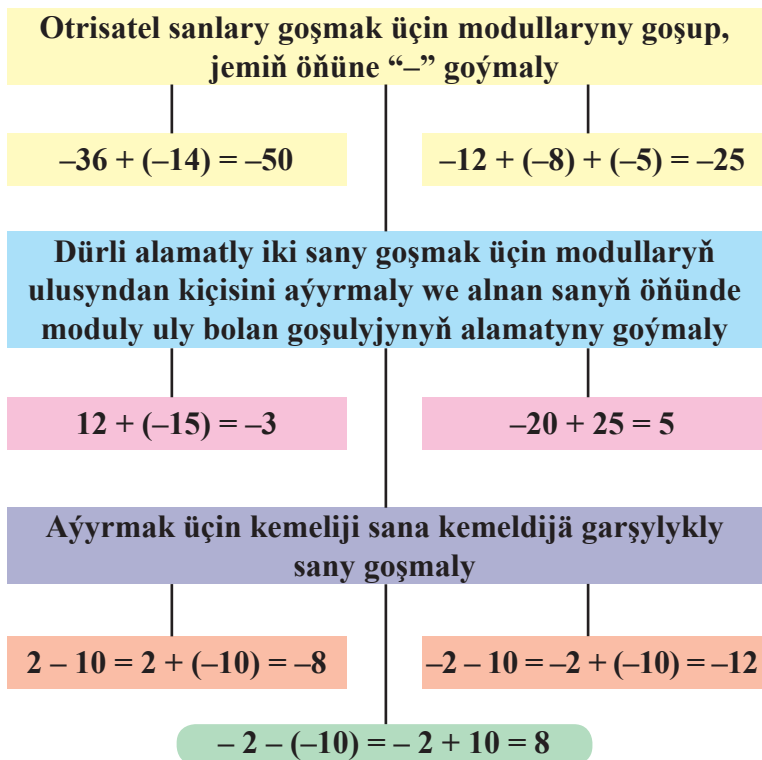 Otrisatel sanlary goşmak üçin modullaryny goşup,
jemiň öňüne “–” goýmaly
–36 + (–14) = –50
–12 + (–8) + (–5) = –25
Dürli alamatly iki sany goşmak üçin modullaryň
ulusyndan kiçisini aýyrmaly we alnan sanyň öňünde
moduly uly bolan goşulyjynyň alamatyny goýmaly
12 + (–15) = –3
–20 + 25 = 5
Aýyrmak üçin kemeliji sana kemeldijä garşylykly
sany goşmaly
2 – 10 = 2 + (–10) = –8
–2 – 10 = –2 + (–10) = –12
– 2 – (–10) = – 2 + 10 = 8